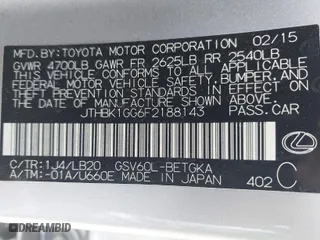 MFD.BY:TOYOTA MOTOR CORPORATION 02/15
GVWR 4700LB GAWR FR 2625LB RR 2540LB
THIS VEHICLE CONFORMS TO ALL APPLICABLE
FEDERAL MOTOR VEHICLE SAFETY, BUMPER, AND
THEFT PREVENTION STANDARDS IN EFFECT ON
THE DATE OF MANUFACTURE SHOWN ABOVE.
JTHBK1GG6F2188143 PASS.CAR
C/TR:1J4/LB20 GSV60L-BETGKA
A/TM:-01A/U660E MADE IN JAPAN 402 C